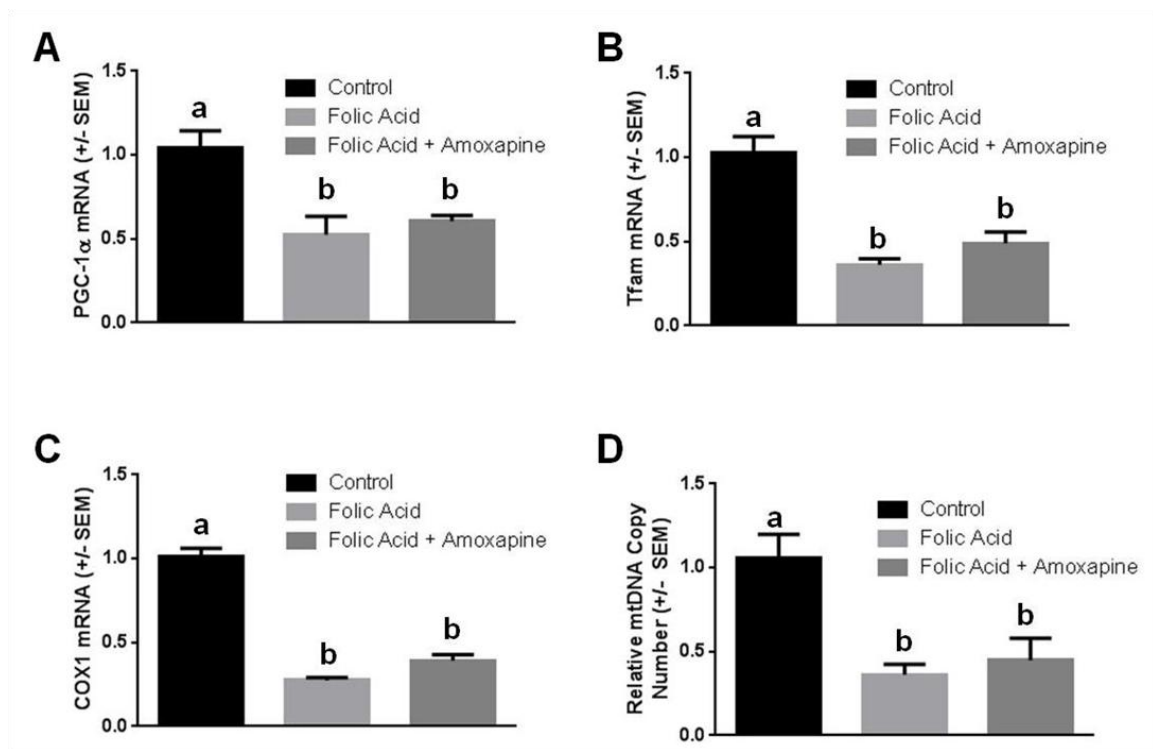 A
PGC-1α mRNA (+/- SEM)
1.5
1.0
0.5
0.0
a
b
b
Control
Folic Acid
Folic Acid + Amoxapine
B
Tfam mRNA (+/- SEM)
1.5
1.0
0.5
0.0
a
b
b
Control
Folic Acid
Folic Acid + Amoxapine
C
COX1 mRNA (+/- SEM)
1.5
1.0
0.5
0.0
a
b
b
Control
Folic Acid
Folic Acid + Amoxapine
D
Relative mtDNA Copy
Number (+/- SEM)
1.5
1.0
0.5
0.0
a
b
b
Control
Folic Acid
Folic Acid + Amoxapine